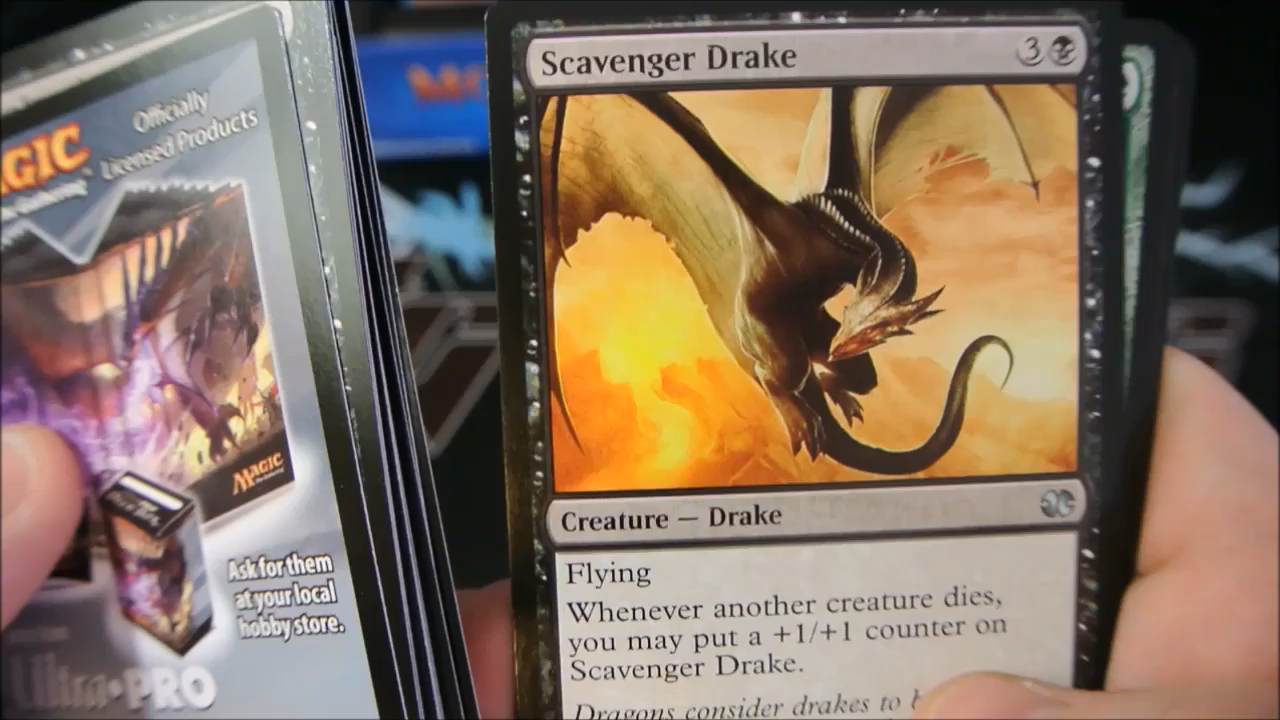 Officially
Licensed Products
MAGIC
Ask for them
at your local
hobby store.
Ultra•PRO
Scavenger Drake
3
Creature — Drake
Flying
Whenever another creature dies,
you may put a +1/+1 counter on
Scavenger Drake.
Dragons consider drakes to